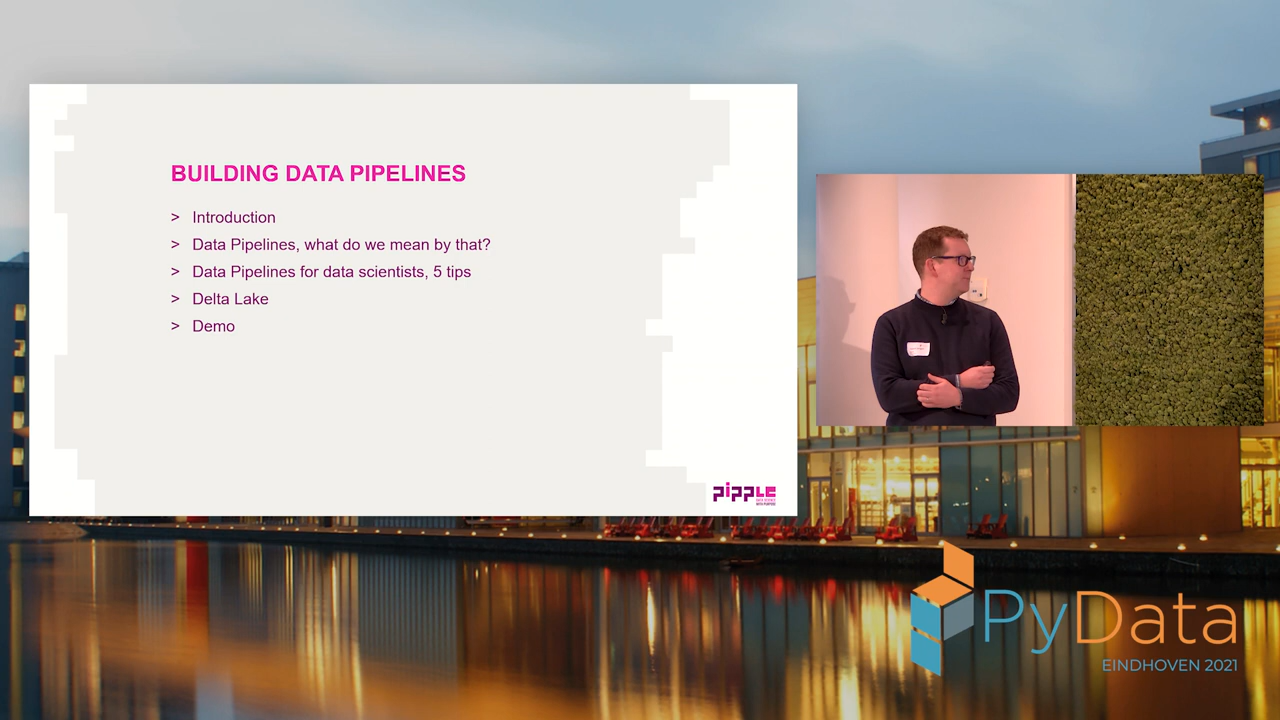 BUILDING DATA PIPELINES
> Introduction
> Data Pipelines, what do we mean by that?
> Data Pipelines for data scientists, 5 tips
> Delta Lake
> Demo
pipple
PyData
EINDHOVEN 2021